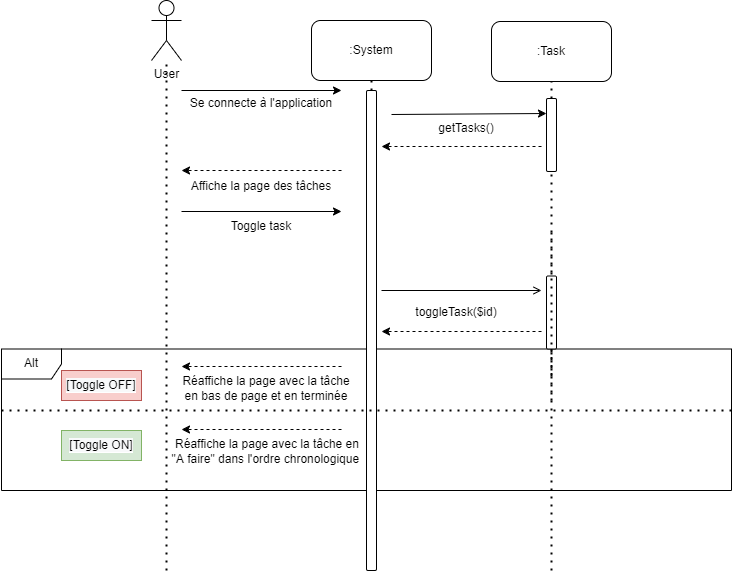 :System
:Task
User
Se connecte à l'application
getTasks()
Affiche la page des tâches
Toggle task
toggleTask($id)
Alt
[Toggle OFF]
Réaffiche la page avec la tâche
en bas de page et en terminée
[Toggle ON]
Réaffiche la page avec la tâche en
"A faire" dans l'ordre chronologique